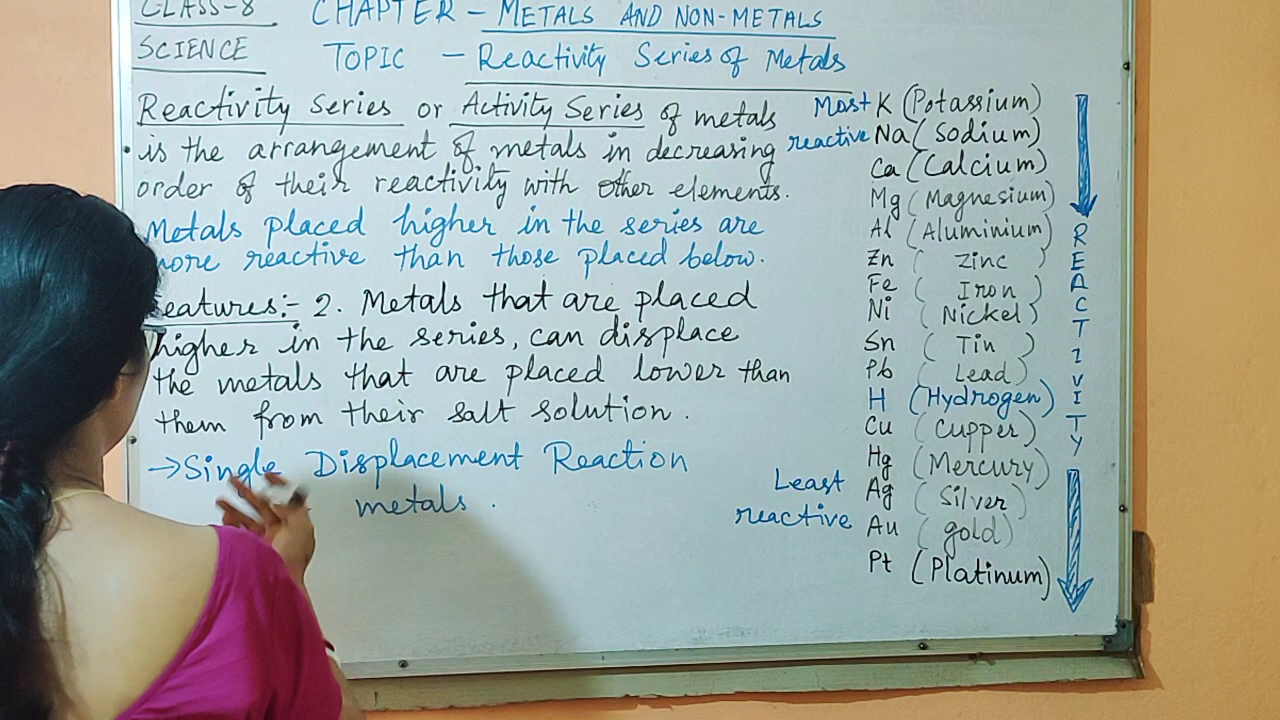 CLASS-8
CHAPTER - METALS AND NON-METALS
SCIENCE
TOPIC - Reactivity Series of Metals
Reactivity Series or Activity Series of metals
is the arrangement of metals in decreasing
order of their reactivity with other elements.
Metals placed higher in the series are
more reactive than those placed below.
Features:- 2. Metals that are placed
higher in the series, can displace
the metals that are placed lower than
them from their salt solution.
→Single Displacement Reaction
metals.
Most K (Potassium)
reactive Na (Sodium)
Ca (Calcium)
Mg (Magnesium)
Al (Aluminium)
Zn (Zinc)
Fe (Iron)
Ni (Nickel)
Sn (Tin)
Pb (Lead)
H (Hydrogen)
Cu (Cupper)
Hg (Mercury)
Least Ag (Silver)
reactive Au (gold)
Pt (Platinum)
REACTIVITY